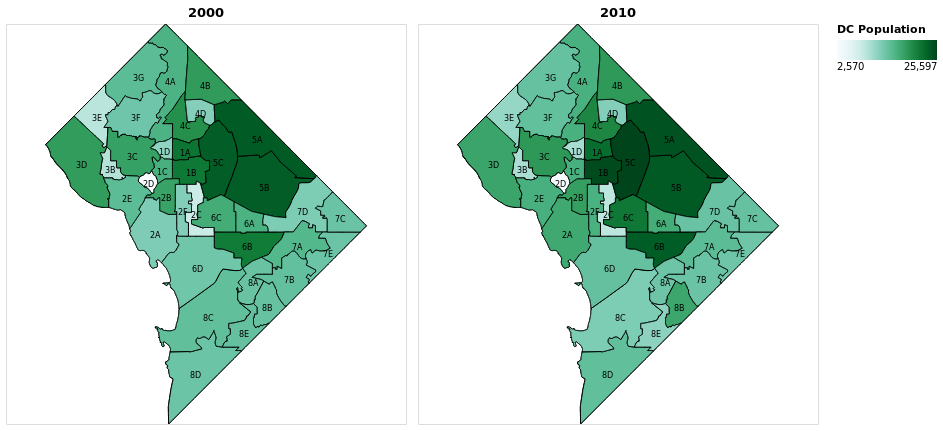 2000
3G
4A
4B
3E
3F
4D
4C
5A
3D
3C
1D
1A
5C
3B
1C
1B
5B
2D
2E
2B
2F
2C
6C
6A
7D
7C
2A
6B
7A
7E
6D
8A
7B
8B
8C
8E
8D
2010
3G
4A
4B
3E
3F
4D
4C
5A
3D
3C
1D
1A
5C
3B
1C
1B
5B
2D
2E
2B
2F
2C
6C
6A
7D
7C
2A
6B
7A
7E
6D
8A
7B
8B
8C
8E
8D
DC Population
2,570 25,597